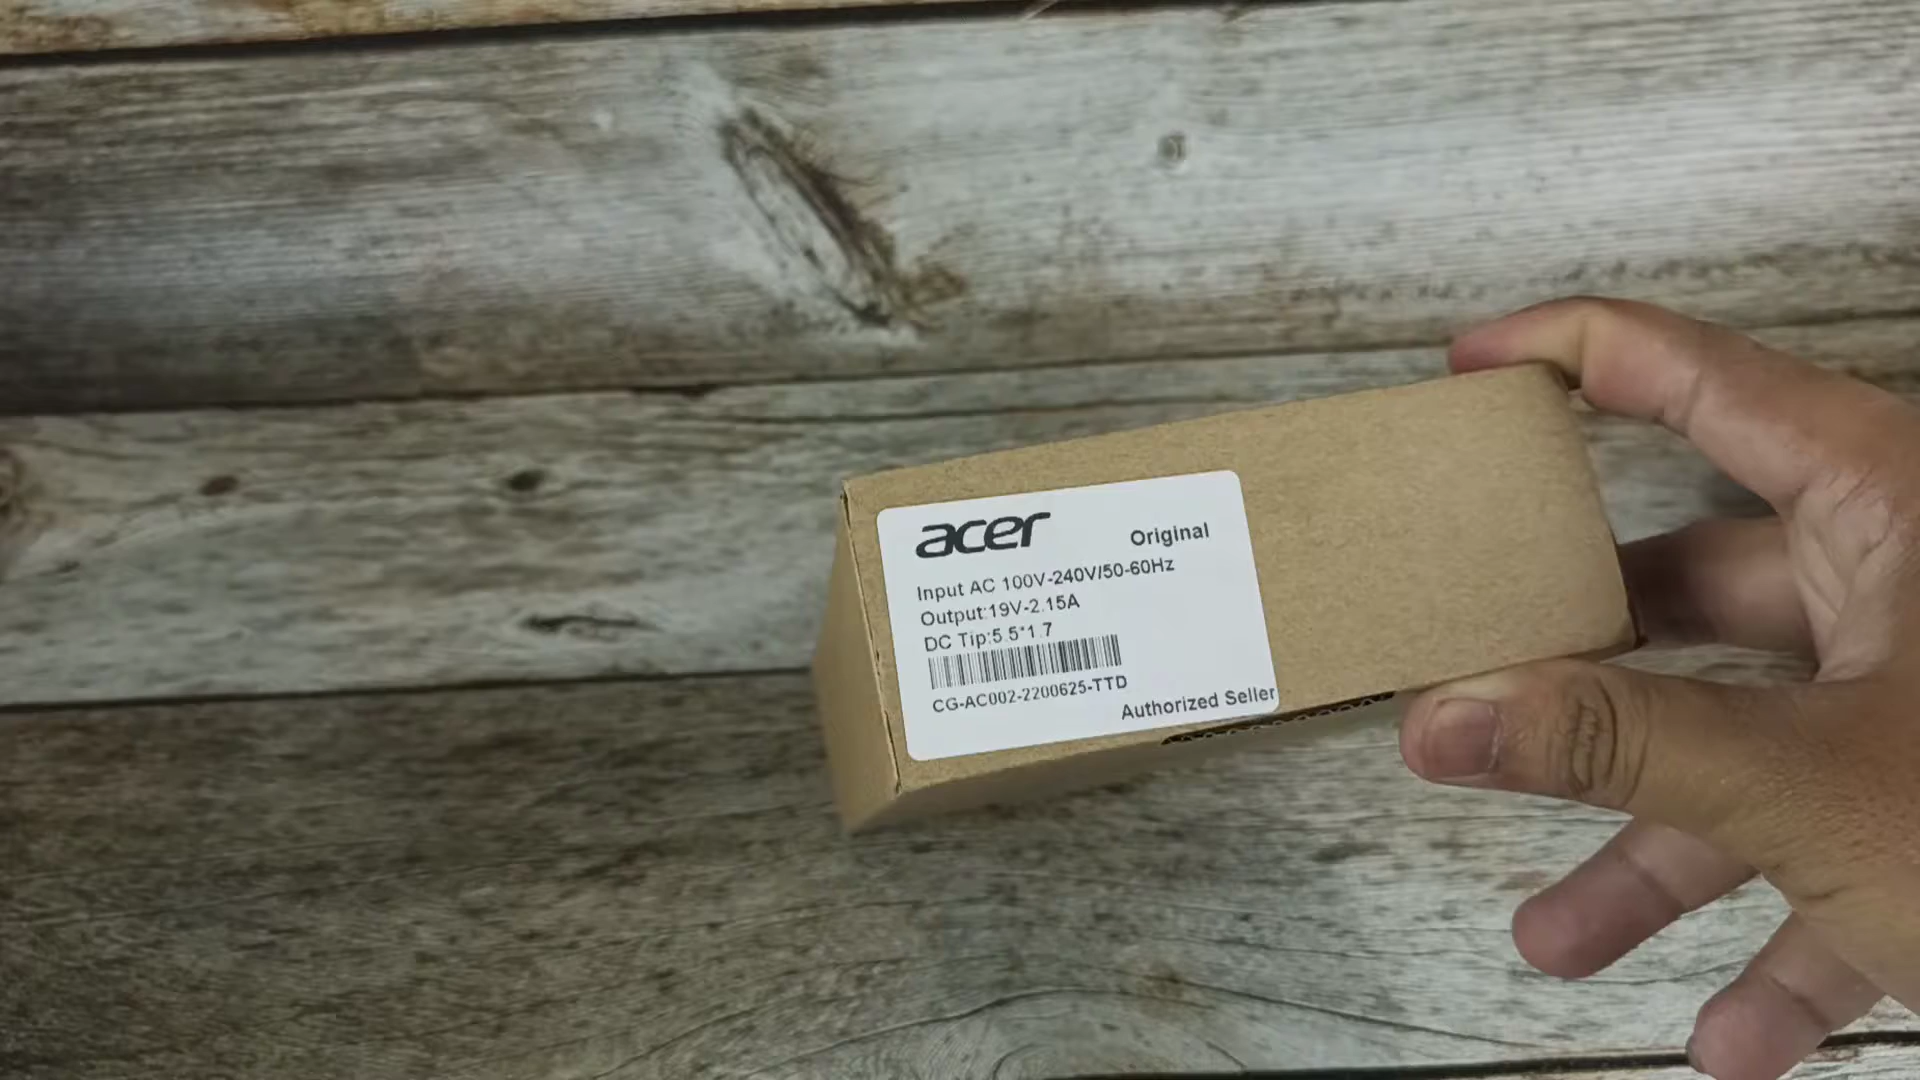 acer
Original
Input AC 100V-240V/50-60Hz
Output:19V-2.15A
DC Tip:5.5*1.7
CG-AC002-2200625-TTD
Authorized Seller